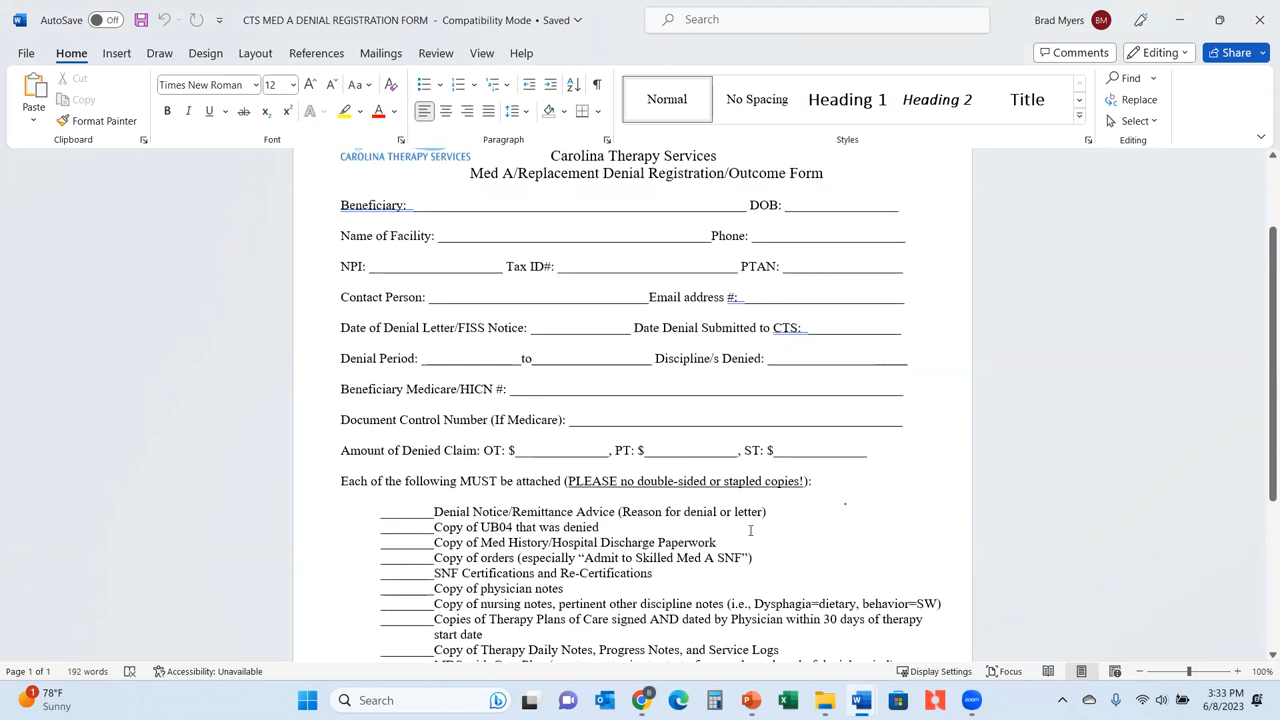 AutoSave Off CTS MED A DENIAL REGISTRATION FORM - Compatibility Mode • Saved Search Brad Myers BM
File Home Insert Draw Design Layout References Mailings Review View Help Comments Editing Share
Paste Cut Copy Format Painter Times New Roman 12 Normal No Spacing Heading 1 Heading 2 Title Find Replace Select
Clipboard Font Paragraph Styles Editing
CAROLINA THERAPY SERVICES
Carolina Therapy Services
Med A/Replacement Denial Registration/Outcome Form
Beneficiary: DOB:
Name of Facility: Phone:
NPI: Tax ID#: PTAN:
Contact Person: Email address #:
Date of Denial Letter/FISS Notice: Date Denial Submitted to CTS:
Denial Period: to Discipline/s Denied:
Beneficiary Medicare/HICN #:
Document Control Number (If Medicare):
Amount of Denied Claim: OT: $ , PT: $ , ST: $
Each of the following MUST be attached (PLEASE no double-sided or stapled copies!):
Denial Notice/Remittance Advice (Reason for denial or letter)
Copy of UB04 that was denied
Copy of Med History/Hospital Discharge Paperwork
Copy of orders (especially “Admit to Skilled Med A SNF”)
SNF Certifications and Re-Certifications
Copy of physician notes
Copy of nursing notes, pertinent other discipline notes (i.e., Dysphagia=dietary, behavior=SW)
Copies of Therapy Plans of Care signed AND dated by Physician within 30 days of therapy
start date
Copy of Therapy Daily Notes, Progress Notes, and Service Logs
Page 1 of 1 192 words Accessibility: Unavailable Display Settings Focus 100%
1 78°F Sunny Search 3:33 PM
6/8/2023